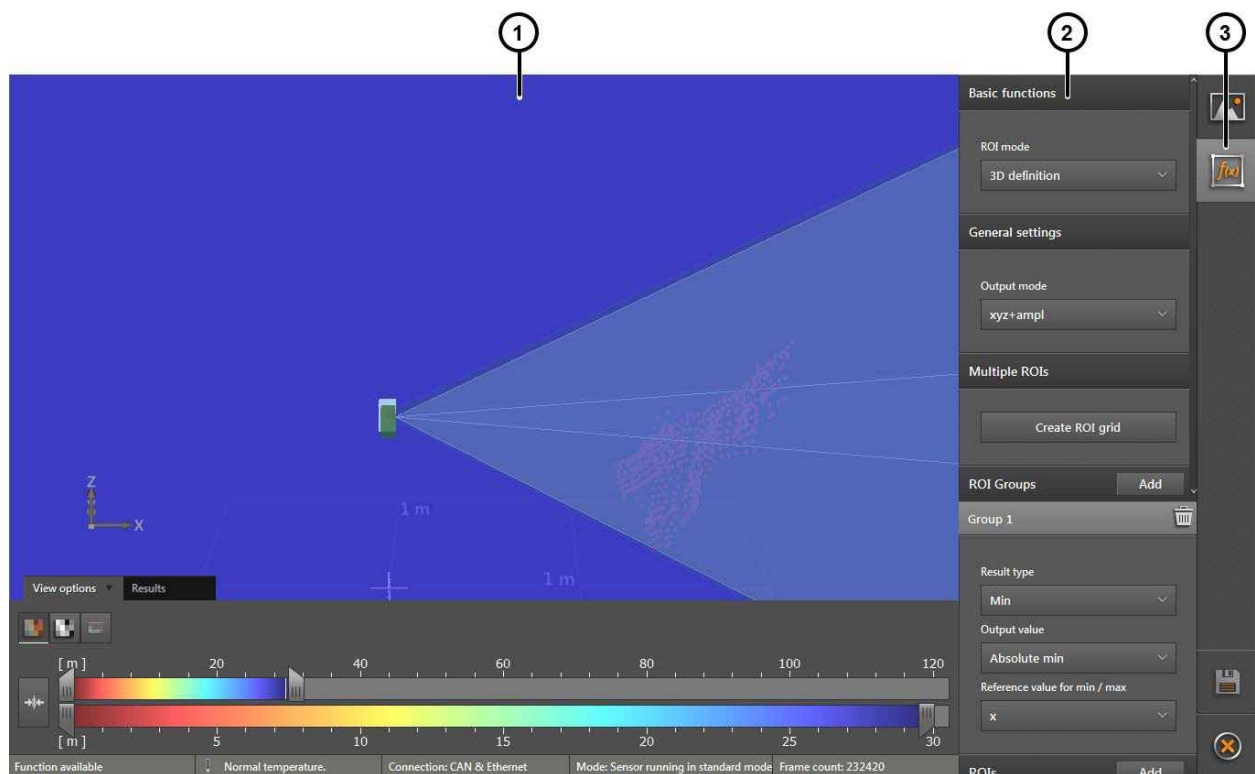 1
2
3
Basic functions
ROI mode
3D definition
f(x)
General settings
Output mode
xyz+ampl
Multiple ROIs
Create ROI grid
ROI Groups Add
Group 1
Result type
Min
Output value
Absolute min
Reference value for min / max
x
ROIs Add
Z
X
1 m
1 m
View options Results
[ m ] 20 40 60 80 100 120
[ m ] 5 10 15 20 25 30
Function available Normal temperature. Connection: CAN & Ethernet Mode: Sensor running in standard mode Frame count: 232420